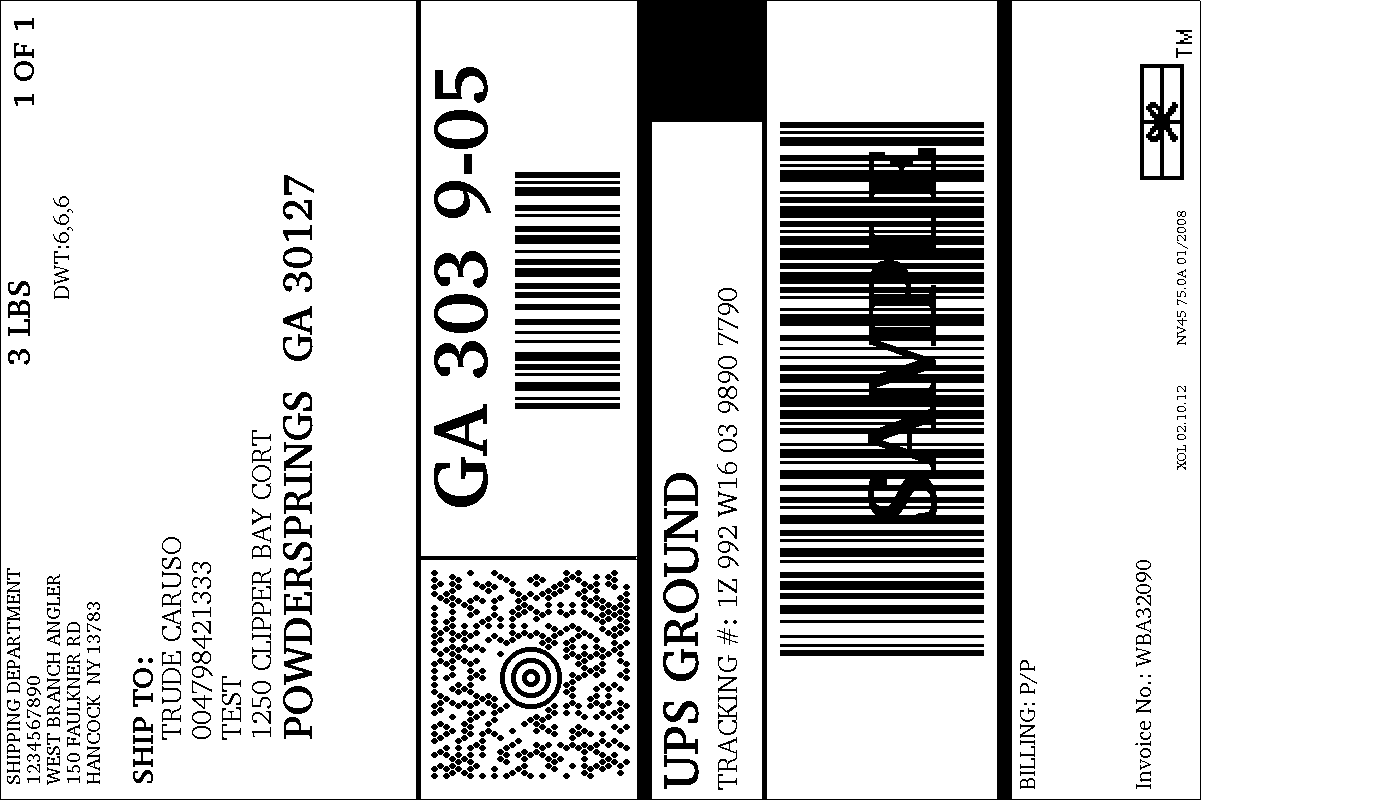 SHIPPING DEPARTMENT
1234567890
WEST BRANCH ANGLER
150 FAULKNER RD
HANCOCK NY 13783
3 LBS
1 OF 1
DWT:6,6,6
SHIP TO:
TRUDE CARUSO
004798421333
TEST
1250 CLIPPER BAY CORT
POWDERSPRINGS GA 30127
GA 303 9-05
UPS GROUND
TRACKING #: 1Z 992 W16 03 9890 7790
SAMPLE
BILLING: P/P
Invoice No.: WBA32090
XOL 02.10.12 NV45 75.0A 01/2008
TM